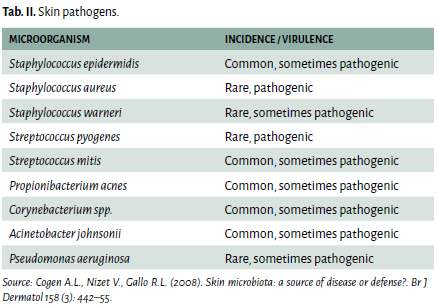 Tab. II. Skin pathogens.
MICROORGANISM INCIDENCE / VIRULENCE
Staphylococcus epidermidis Common, sometimes pathogenic
Staphylococcus aureus Rare, pathogenic
Staphylococcus warneri Rare, sometimes pathogenic
Streptococcus pyogenes Rare, pathogenic
Streptococcus mitis Common, sometimes pathogenic
Propionibacterium acnes Common, sometimes pathogenic
Corynebacterium spp. Common, sometimes pathogenic
Acinetobacter johnsonii Common, sometimes pathogenic
Pseudomonas aeruginosa Rare, sometimes pathogenic
Source: Cogen A.L., Nizet V., Gallo R.L. (2008). Skin microbiota: a source of disease or defense?. Br J
Dermatol 158 (3): 442–55.